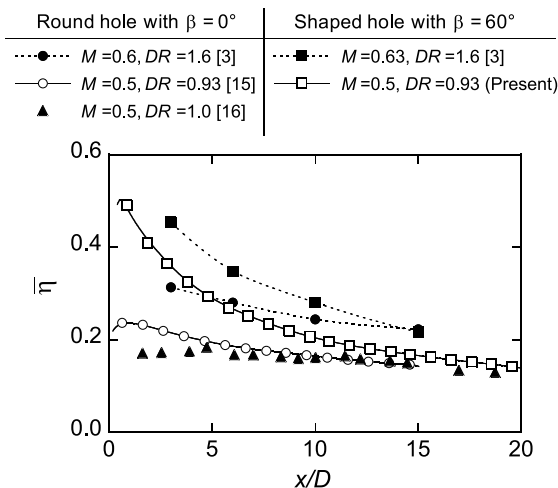 Round hole with β = 0°
M =0.6, DR =1.6 [3]
M =0.5, DR =0.93 [15]
M =0.5, DR =1.0 [16]
Shaped hole with β = 60°
M =0.63, DR =1.6 [3]
M =0.5, DR =0.93 (Present)
0.6
0.4
0.2
0.0
η̅
0
5
10
15
20
x/D